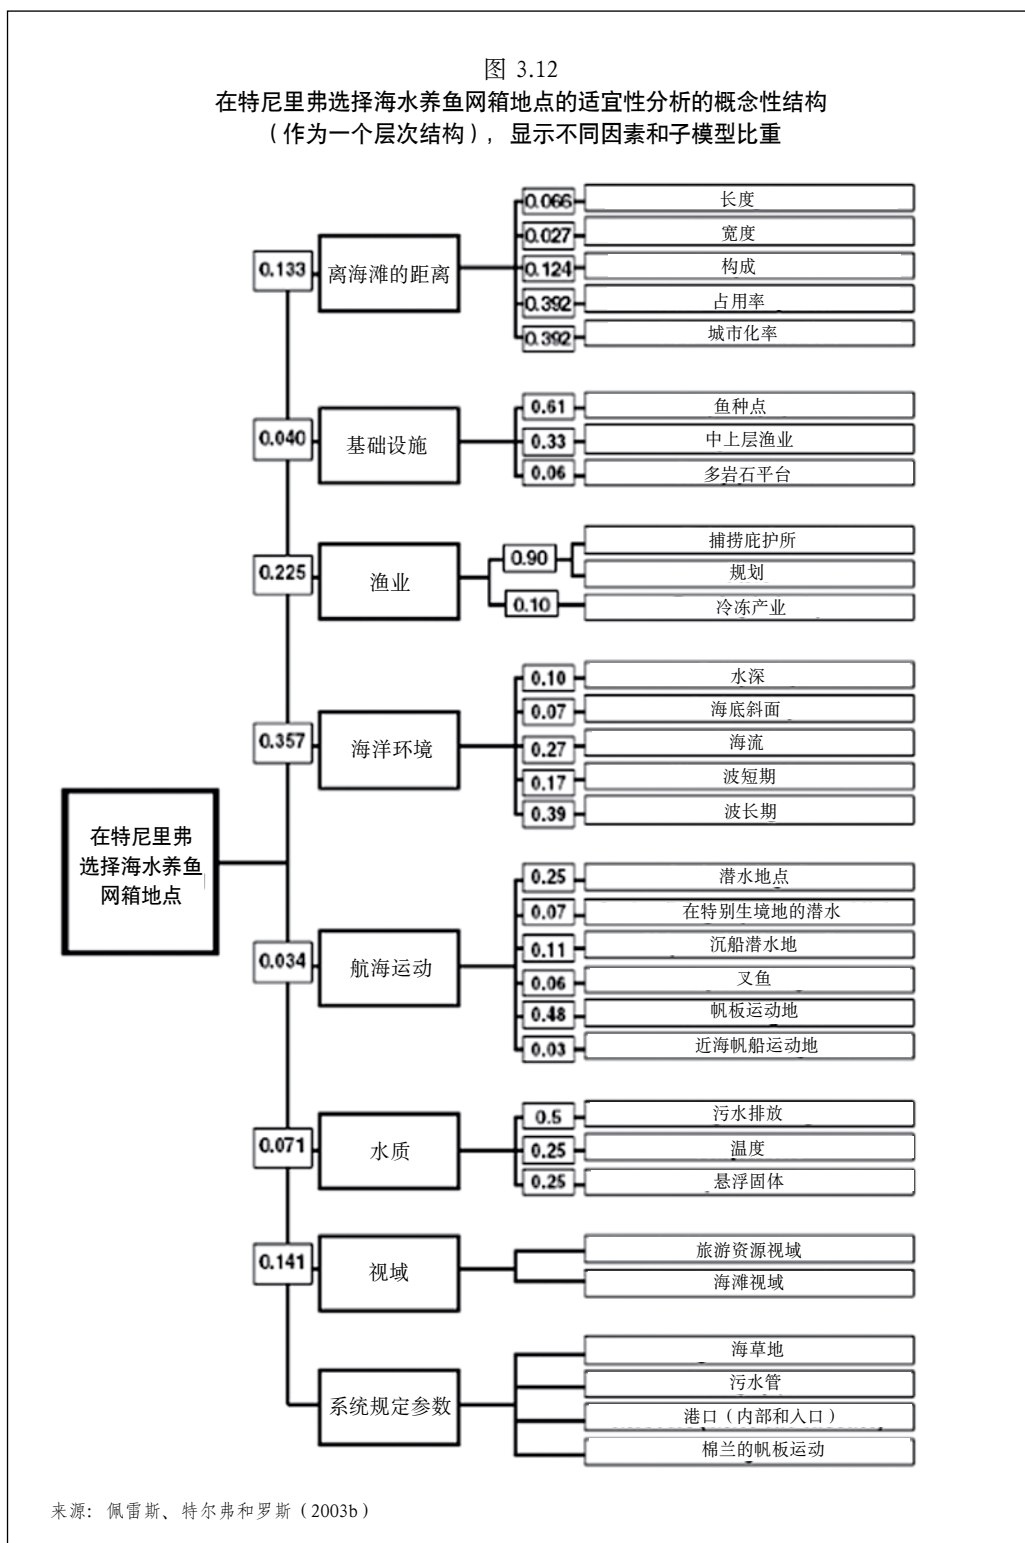 图 3.12
在特尼里弗选择海水养鱼网箱地点的适宜性分析的概念性结构
（作为一个层次结构），显示不同因素和子模型比重
0.133
离海滩的距离
0.066
长度
0.027
宽度
0.124
构成
0.392
占用率
0.392
城市化率
0.040
基础设施
0.61
鱼种点
0.33
中上层渔业
0.06
多岩石平台
0.225
渔业
0.90
捕捞庇护所
规划
0.10
冷冻产业
0.357
海洋环境
0.10
水深
0.07
海底斜面
0.27
海流
0.17
波短期
0.39
波长期
在特尼里弗
选择海水养鱼
网箱地点
0.034
航海运动
0.25
潜水地点
0.07
在特别生境地的潜水
0.11
沉船潜水地
0.06
叉鱼
0.48
帆板运动地
0.03
近海帆船运动地
0.071
水质
0.5
污水排放
0.25
温度
0.25
悬浮固体
0.141
视域
旅游资源视域
海滩视域
系统规定参数
海草地
污水管
港口（内部和入口）
棉兰的帆板运动
来源：佩雷斯、特尔弗和罗斯（2003b）